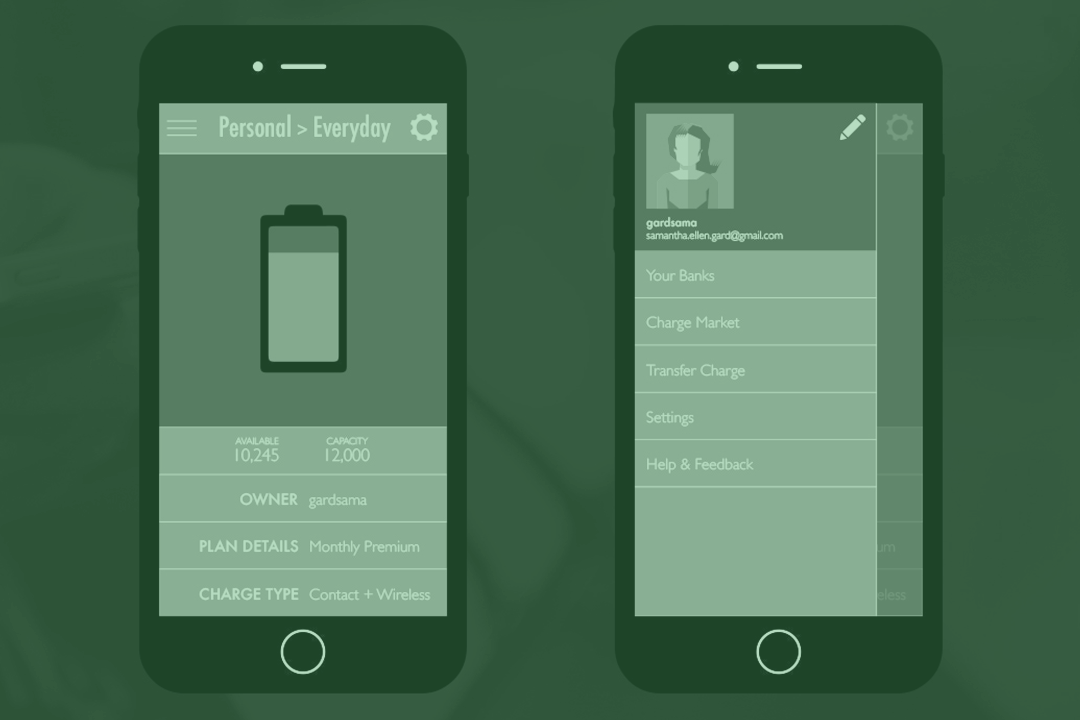 Personal > Everyday
AVAILABLE CAPACITY
10,245 12,000
OWNER gardsama
PLAN DETAILS Monthly Premium
CHARGE TYPE Contact + Wireless
gardsama
samantha.ellen.gard@gmail.com
Your Banks
Charge Market
Transfer Charge
Settings
Help & Feedback
um
eless